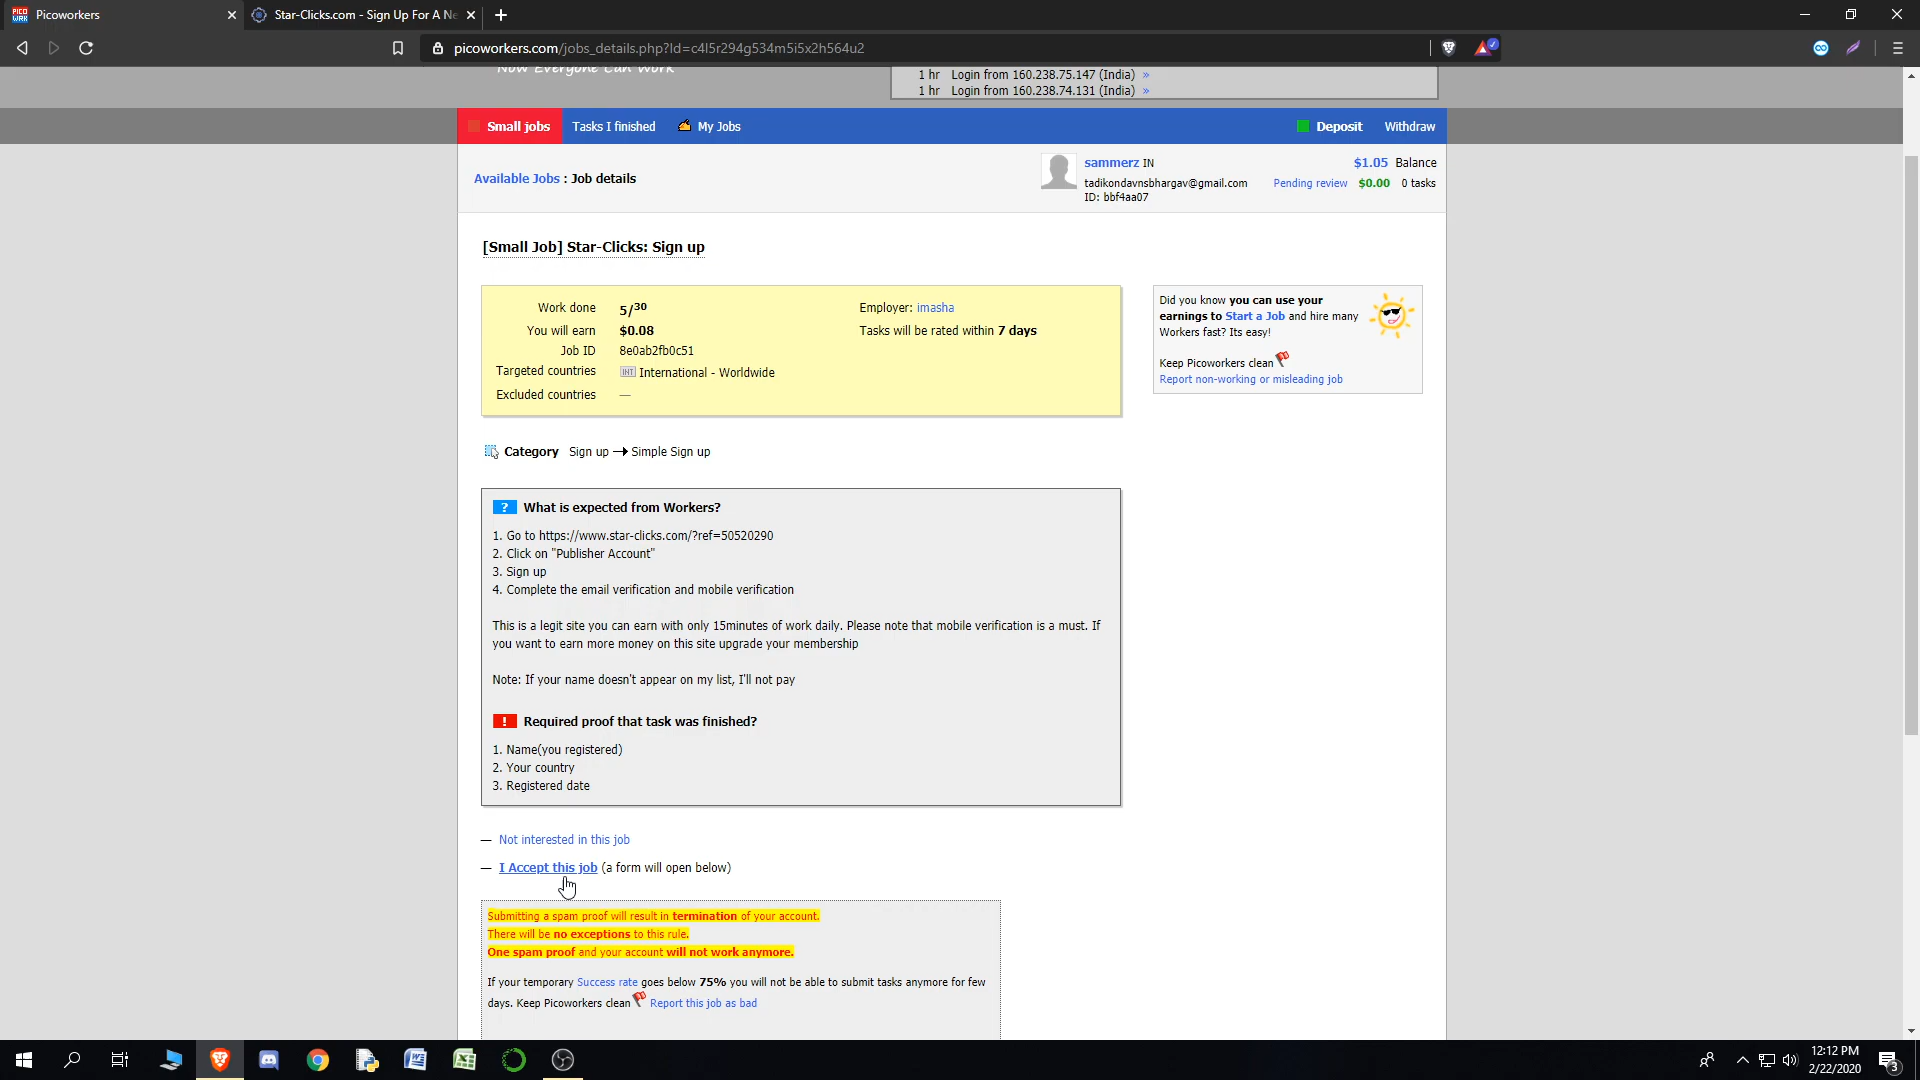 Picoworkers
Star-Clicks.com - Sign Up For A Ne
picoworkers.com/jobs_details.php?Id=c4l5r294g534m5i5x2h564u2
Now Everyone Can Work
1 hr Login from 160.238.75.147 (India) »
1 hr Login from 160.238.74.131 (India) »
Small jobs Tasks I finished My Jobs Deposit Withdraw
Available Jobs : Job details
sammerz IN
tadikondavnsbhargav@gmail.com
ID: bbf4aa07
$1.05 Balance
Pending review $0.00 0 tasks
[Small Job] Star-Clicks: Sign up
Work done 5/30
You will earn $0.08
Job ID 8e0ab2fb0c51
Targeted countries INT International - Worldwide
Excluded countries —
Employer: imasha
Tasks will be rated within 7 days
Did you know you can use your
earnings to Start a Job and hire many
Workers fast? Its easy!
Keep Picoworkers clean
Report non-working or misleading job
Category Sign up → Simple Sign up
? What is expected from Workers?
1. Go to https://www.star-clicks.com/?ref=50520290
2. Click on "Publisher Account"
3. Sign up
4. Complete the email verification and mobile verification
This is a legit site you can earn with only 15minutes of work daily. Please note that mobile verification is a must. If
you want to earn more money on this site upgrade your membership
Note: If your name doesn't appear on my list, I'll not pay
! Required proof that task was finished?
1. Name(you registered)
2. Your country
3. Registered date
— Not interested in this job
— I Accept this job (a form will open below)
Submitting a spam proof will result in termination of your account.
There will be no exceptions to this rule.
One spam proof and your account will not work anymore.
If your temporary Success rate goes below 75% you will not be able to submit tasks anymore for few
days. Keep Picoworkers clean Report this job as bad
12:12 PM
2/22/2020
3